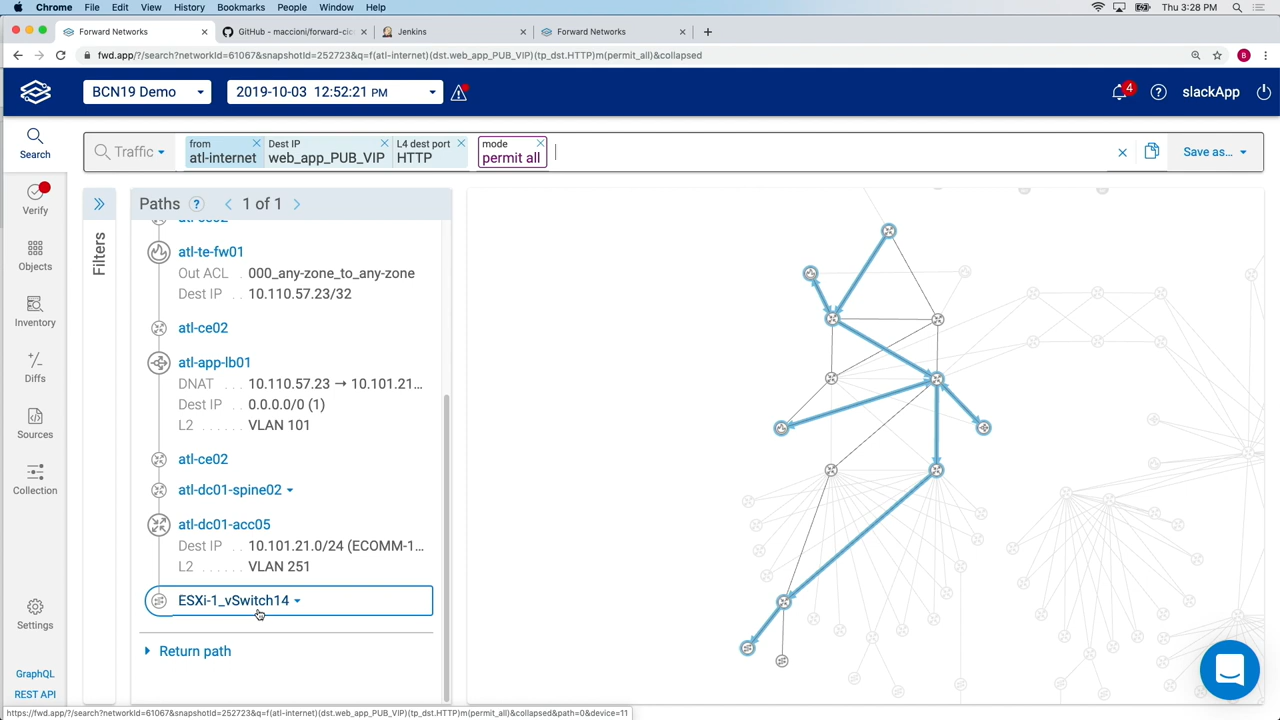 Chrome File Edit View History Bookmarks People Window Help Thu 3:28 PM
Forward Networks GitHub - maccioni/forward-cic Jenkins Forward Networks
fwd.app/?/search?networkId=61067&snapshotId=252723&q=f(atl-internet)(dst.web_app_PUB_VIP)(tp_dst.HTTP)m(permit_all)&collapsed
B
BCN19 Demo 2019-10-03 12:52:21 PM 4 slackApp
Search
Traffic
from
atl-internet
Dest IP
web_app_PUB_VIP
L4 dest port
HTTP
mode
permit all
Save as...
Verify
Objects
Inventory
Diffs
Sources
Collection
Settings
GraphQL
REST API
Filters
Paths ? 1 of 1
atl-ce02
atl-te-fw01
Out ACL . 000_any-zone_to_any-zone
Dest IP .. 10.110.57.23/32
atl-ce02
atl-app-lb01
DNAT ... 10.110.57.23 → 10.101.21...
Dest IP .. 0.0.0.0/0 (1)
L2 ...... VLAN 101
atl-ce02
atl-dc01-spine02
atl-dc01-acc05
Dest IP .. 10.101.21.0/24 (ECOMM-1...
L2 ...... VLAN 251
ESXi-1_vSwitch14
Return path
https://fwd.app/?/search?networkId=61067&snapshotId=252723&q=f(atl-internet)(dst.web_app_PUB_VIP)(tp_dst.HTTP)m(permit_all)&collapsed&path=0&device=11